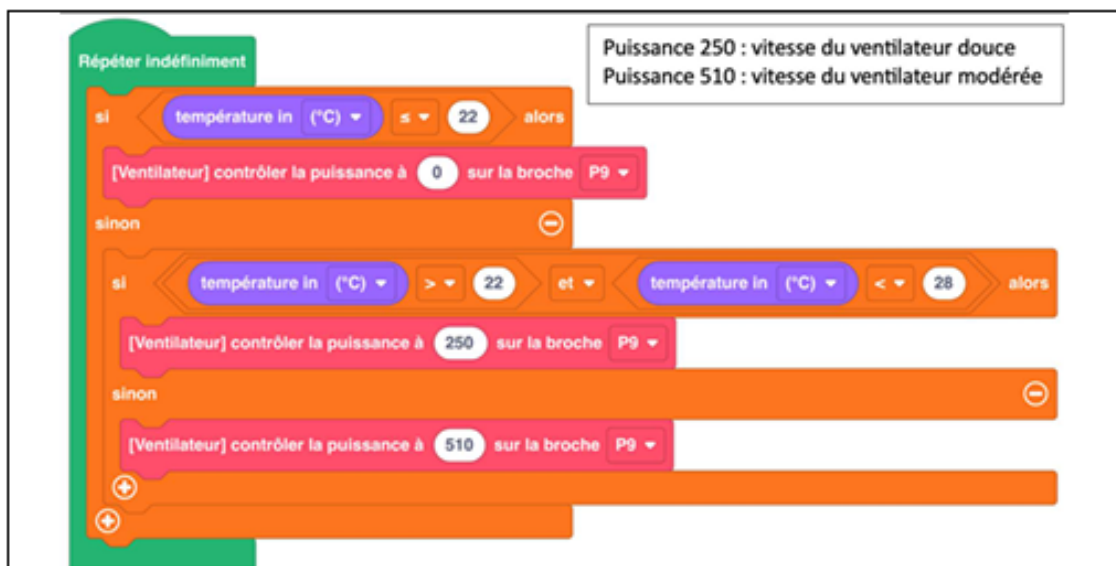 Répéter indéfiniment
Puissance 250 : vitesse du ventilateur douce
Puissance 510 : vitesse du ventilateur modérée
si température in (°C) ≤ 22 alors
[Ventilateur] contrôler la puissance à 0 sur la broche P9
sinon
si température in (°C) > 22 et température in (°C) < 28 alors
[Ventilateur] contrôler la puissance à 250 sur la broche P9
sinon
[Ventilateur] contrôler la puissance à 510 sur la broche P9